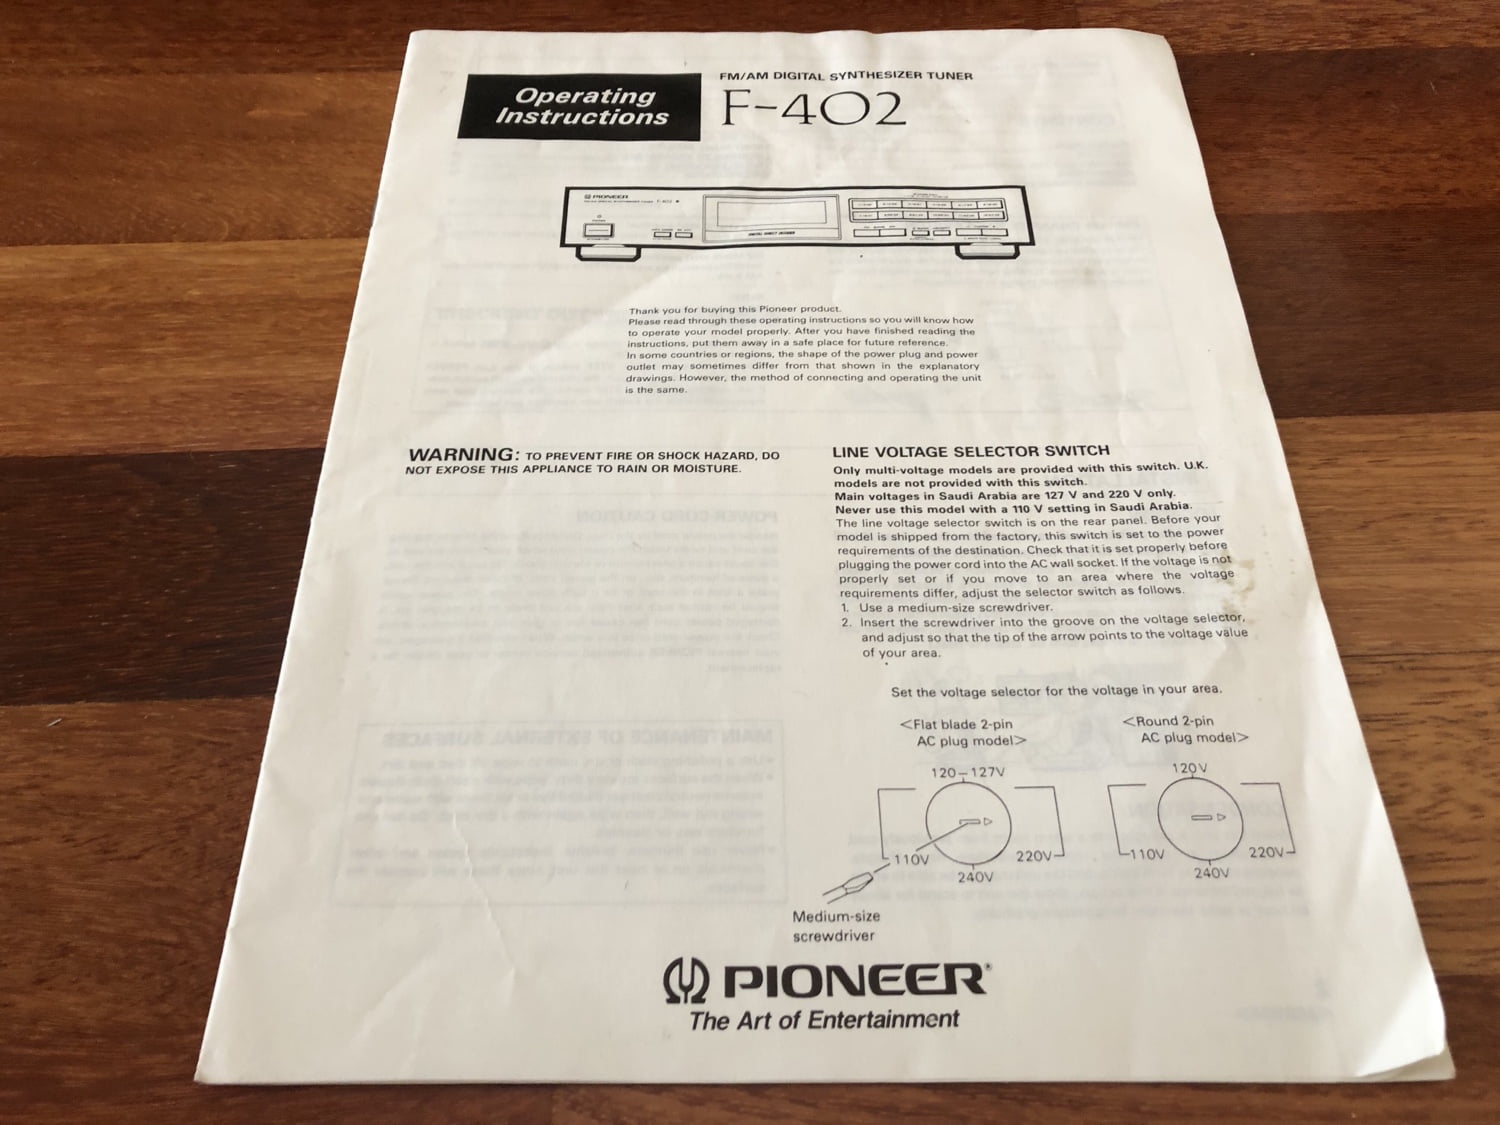 Operating
Instructions
FM/AM DIGITAL SYNTHESIZER TUNER
F-402
PIONEER
F-402
DIGITAL DIRECT DECODER
Thank you for buying this Pioneer product.
Please read through these operating instructions so you will know how
to operate your model properly. After you have finished reading the
instructions, put them away in a safe place for future reference.
In some countries or regions, the shape of the power plug and power
outlet may sometimes differ from that shown in the explanatory
drawings. However, the method of connecting and operating the unit
is the same.
WARNING: TO PREVENT FIRE OR SHOCK HAZARD, DO
NOT EXPOSE THIS APPLIANCE TO RAIN OR MOISTURE.
LINE VOLTAGE SELECTOR SWITCH
Only multi-voltage models are provided with this switch. U.K.
models are not provided with this switch.
Main voltages in Saudi Arabia are 127 V and 220 V only.
Never use this model with a 110 V setting in Saudi Arabia.
The line voltage selector switch is on the rear panel. Before your
model is shipped from the factory, this switch is set to the power
requirements of the destination. Check that it is set properly before
plugging the power cord into the AC wall socket. If the voltage is not
properly set or if you move to an area where the voltage
requirements differ, adjust the selector switch as follows.
1. Use a medium-size screwdriver.
2. Insert the screwdriver into the groove on the voltage selector,
and adjust so that the tip of the arrow points to the voltage value
of your area.
Set the voltage selector for the voltage in your area.
<Flat blade 2-pin
AC plug model>
120–127V
110V
220V
240V
Medium-size
screwdriver
<Round 2-pin
AC plug model>
120V
110V
220V
240V
PIONEER®
The Art of Entertainment